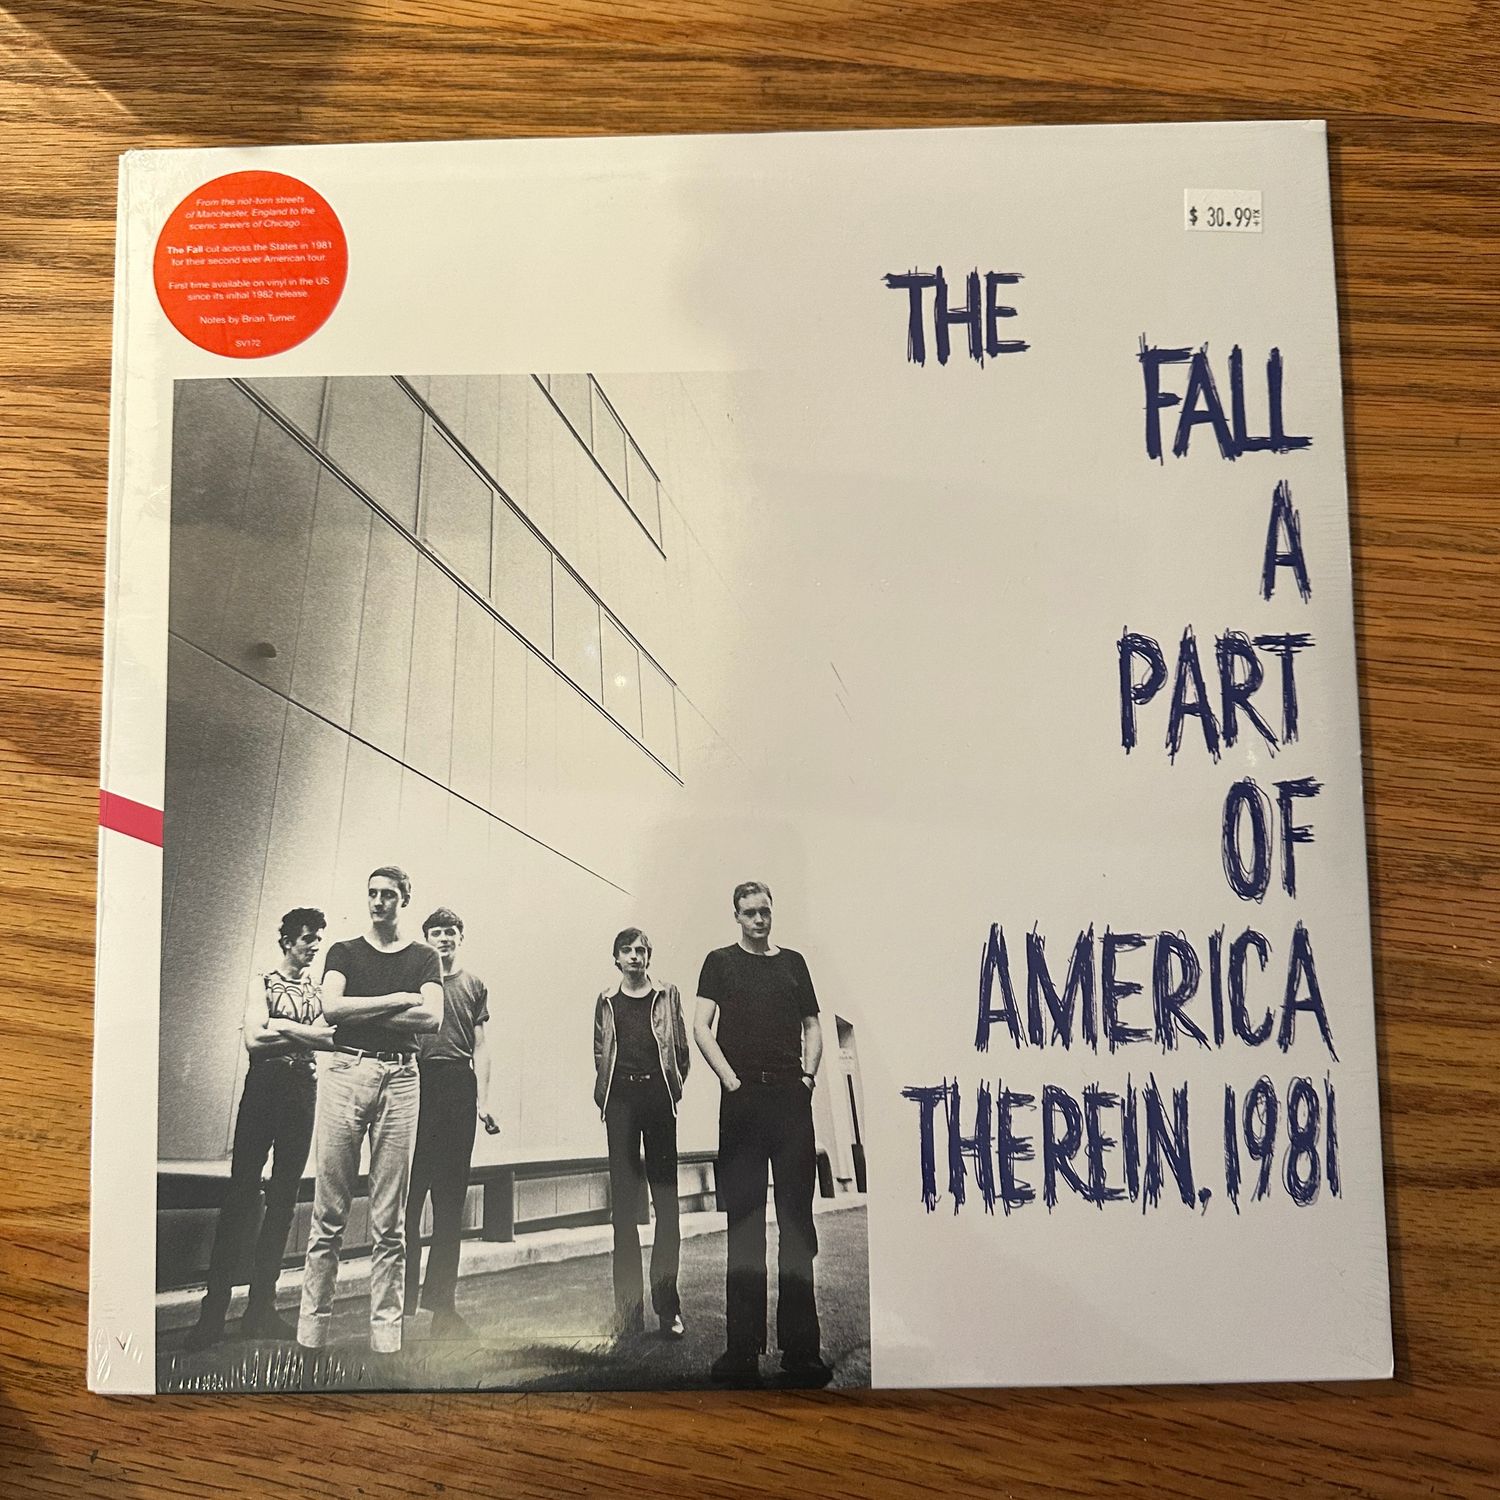 From the riot-torn streets
of Manchester, England to the
scenic sewers of Chicago...
The Fall cut across the States in 1981
for their second ever American tour.
First time available on vinyl in the US
since its initial 1982 release.
Notes by Brian Turner
SV172
$ 30.99
THE
FALL
A
PART
OF
AMERICA
THEREIN, 1981